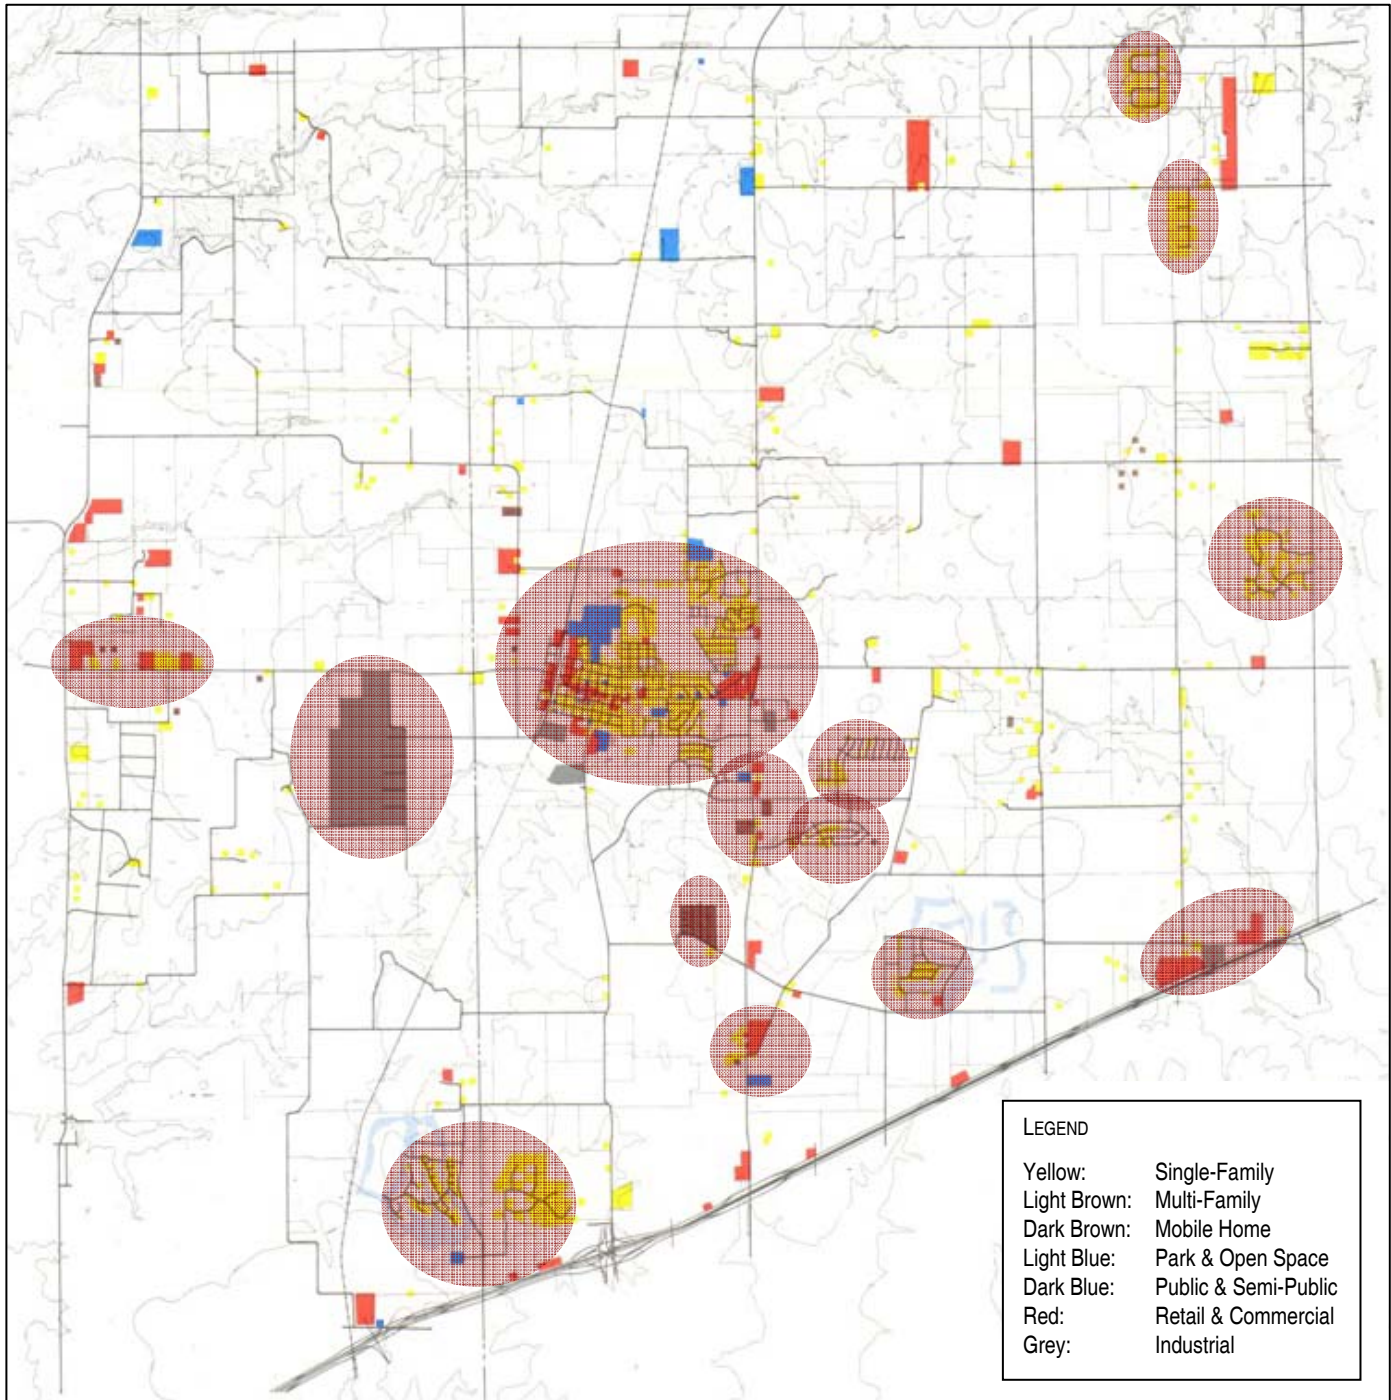 LEGEND
Yellow: Single-Family
Light Brown: Multi-Family
Dark Brown: Mobile Home
Light Blue: Park & Open Space
Dark Blue: Public & Semi-Public
Red: Retail & Commercial
Grey: Industrial